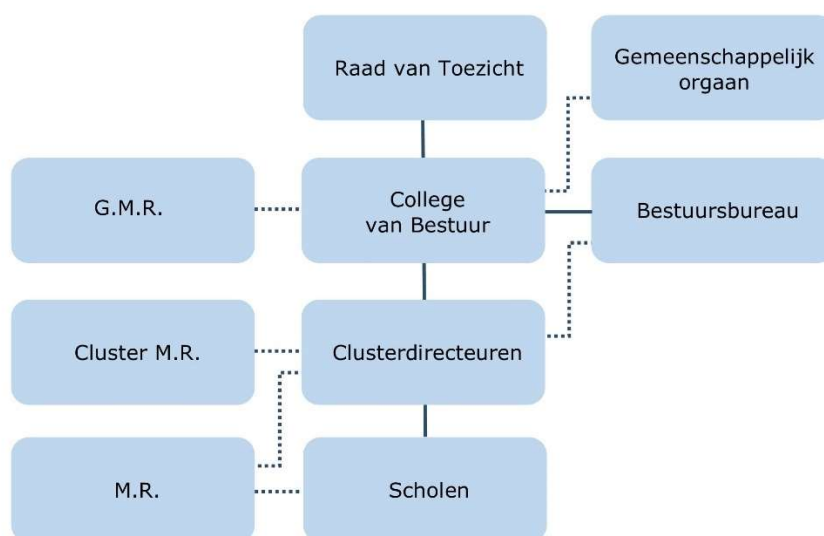 Raad van Toezicht
Gemeenschappelijk
orgaan
G.M.R.
College
van Bestuur
Bestuursbureau
Cluster M.R.
Clusterdirecteuren
M.R.
Scholen